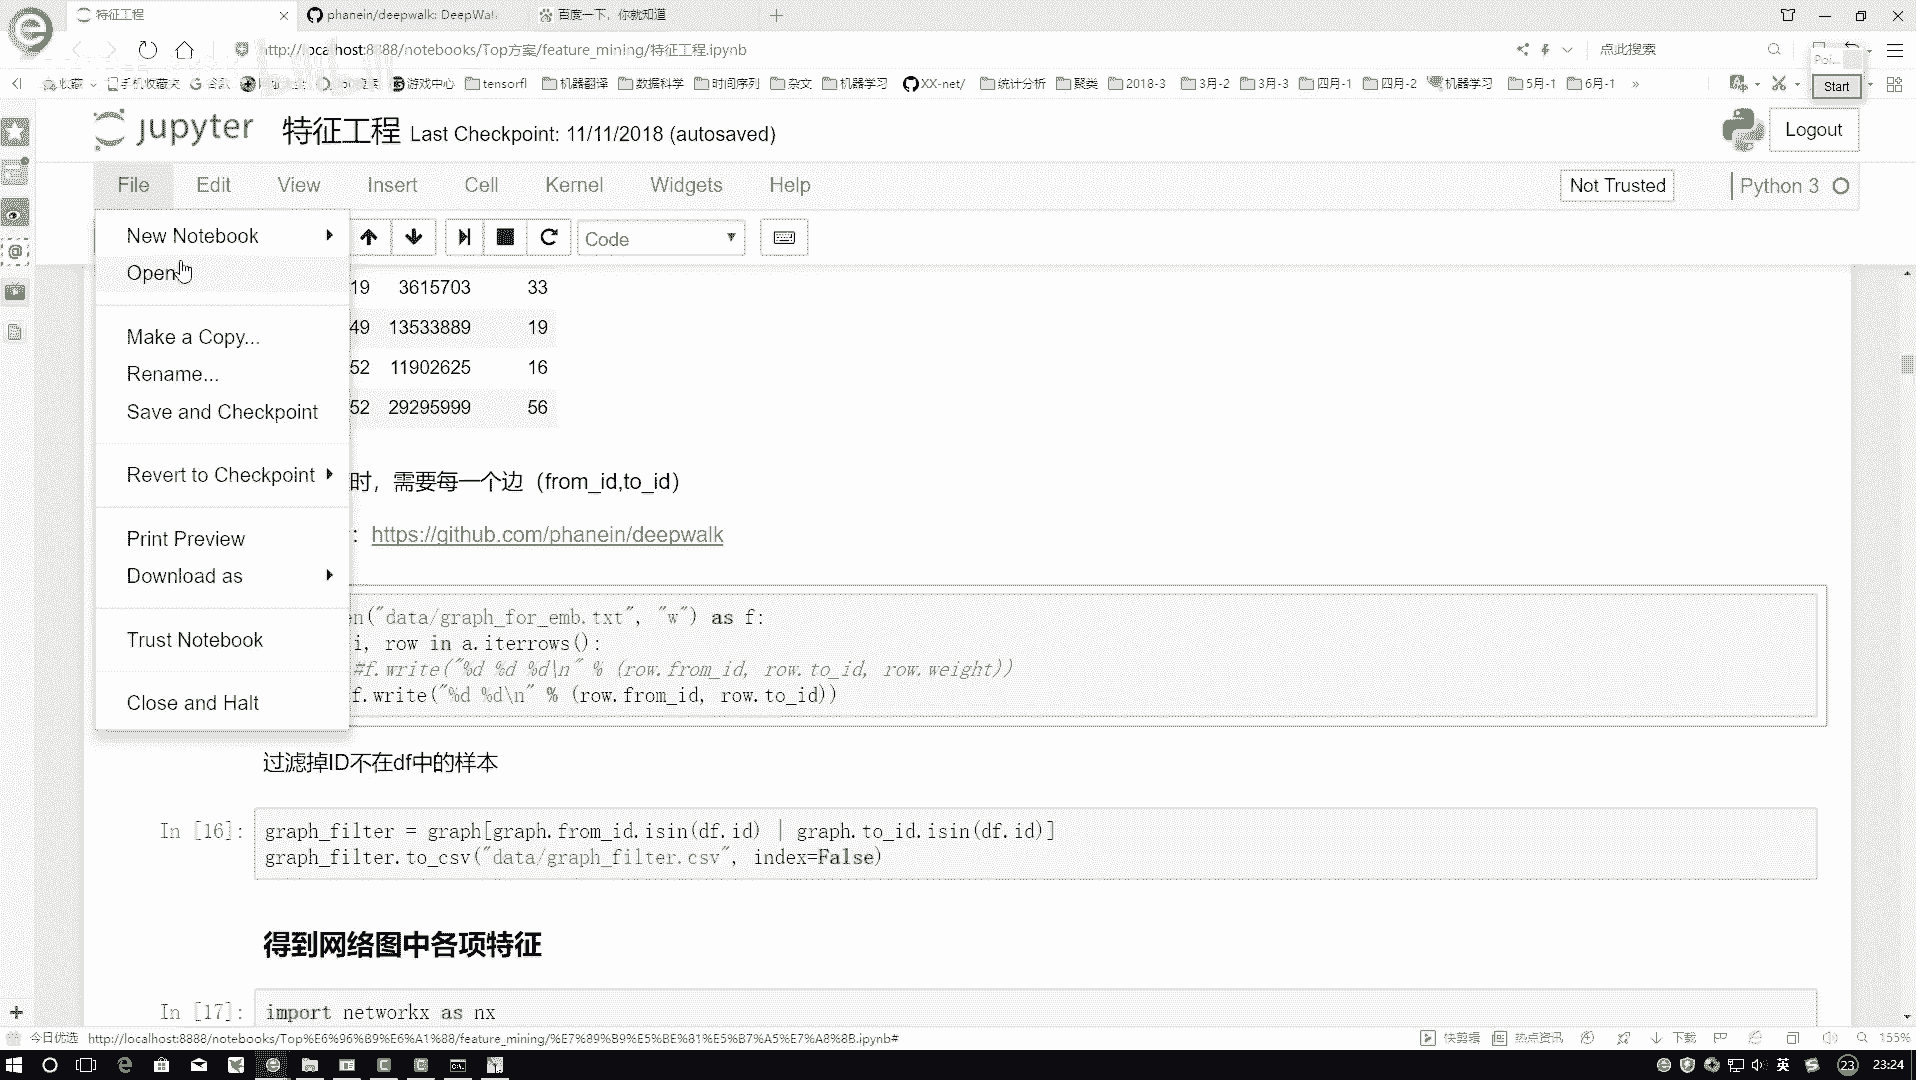 特征工程
phanein/deepwalk: DeepWalk
百度一下，你就知道
http://localhost:8888/notebooks/Top方案/feature_mining/特征工程.ipynb
点此搜索
收藏 手机收藏夹 游戏中心 tensorfl 机器翻译 数据科学 时间序列 杂文 机器学习 XX-net/ 统计分析 聚类 2018-3 3月-2 3月-3 四月-1 四月-2 机器学习 5月-1 6月-1 »
Poi...
Start
jupyter 特征工程 Last Checkpoint: 11/11/2018 (autosaved)
Logout
File Edit View Insert Cell Kernel Widgets Help
Not Trusted
Python 3
Code
New Notebook
Open
Make a Copy...
Rename...
Save and Checkpoint
Revert to Checkpoint
Print Preview
Download as
Trust Notebook
Close and Halt
19 3615703 33
49 13533889 19
52 11902625 16
52 29295999 56
时，需要每一个边（from_id,to_id）
: https://github.com/phanein/deepwalk
en("data/graph_for_emb.txt", "w") as f:
i, row in a.iterrows():
#f.write("%d %d %d\n" % (row.from_id, row.to_id, row.weight))
f.write("%d %d\n" % (row.from_id, row.to_id))
过滤掉ID不在df中的样本
In [16]:
graph_filter = graph[graph.from_id.isin(df.id) | graph.to_id.isin(df.id)]
graph_filter.to_csv("data/graph_filter.csv", index=False)
得到网络图中各项特征
In [17]:
import networkx as nx
今日优选 http://localhost:8888/notebooks/Top%E6%96%B9%E6%A1%88/feature_mining/%E7%89%B9%E5%BE%81%E5%B7%A5%E7%A8%8B.ipynb#
快剪辑 热点资讯 下载 155%
英 23 23:24